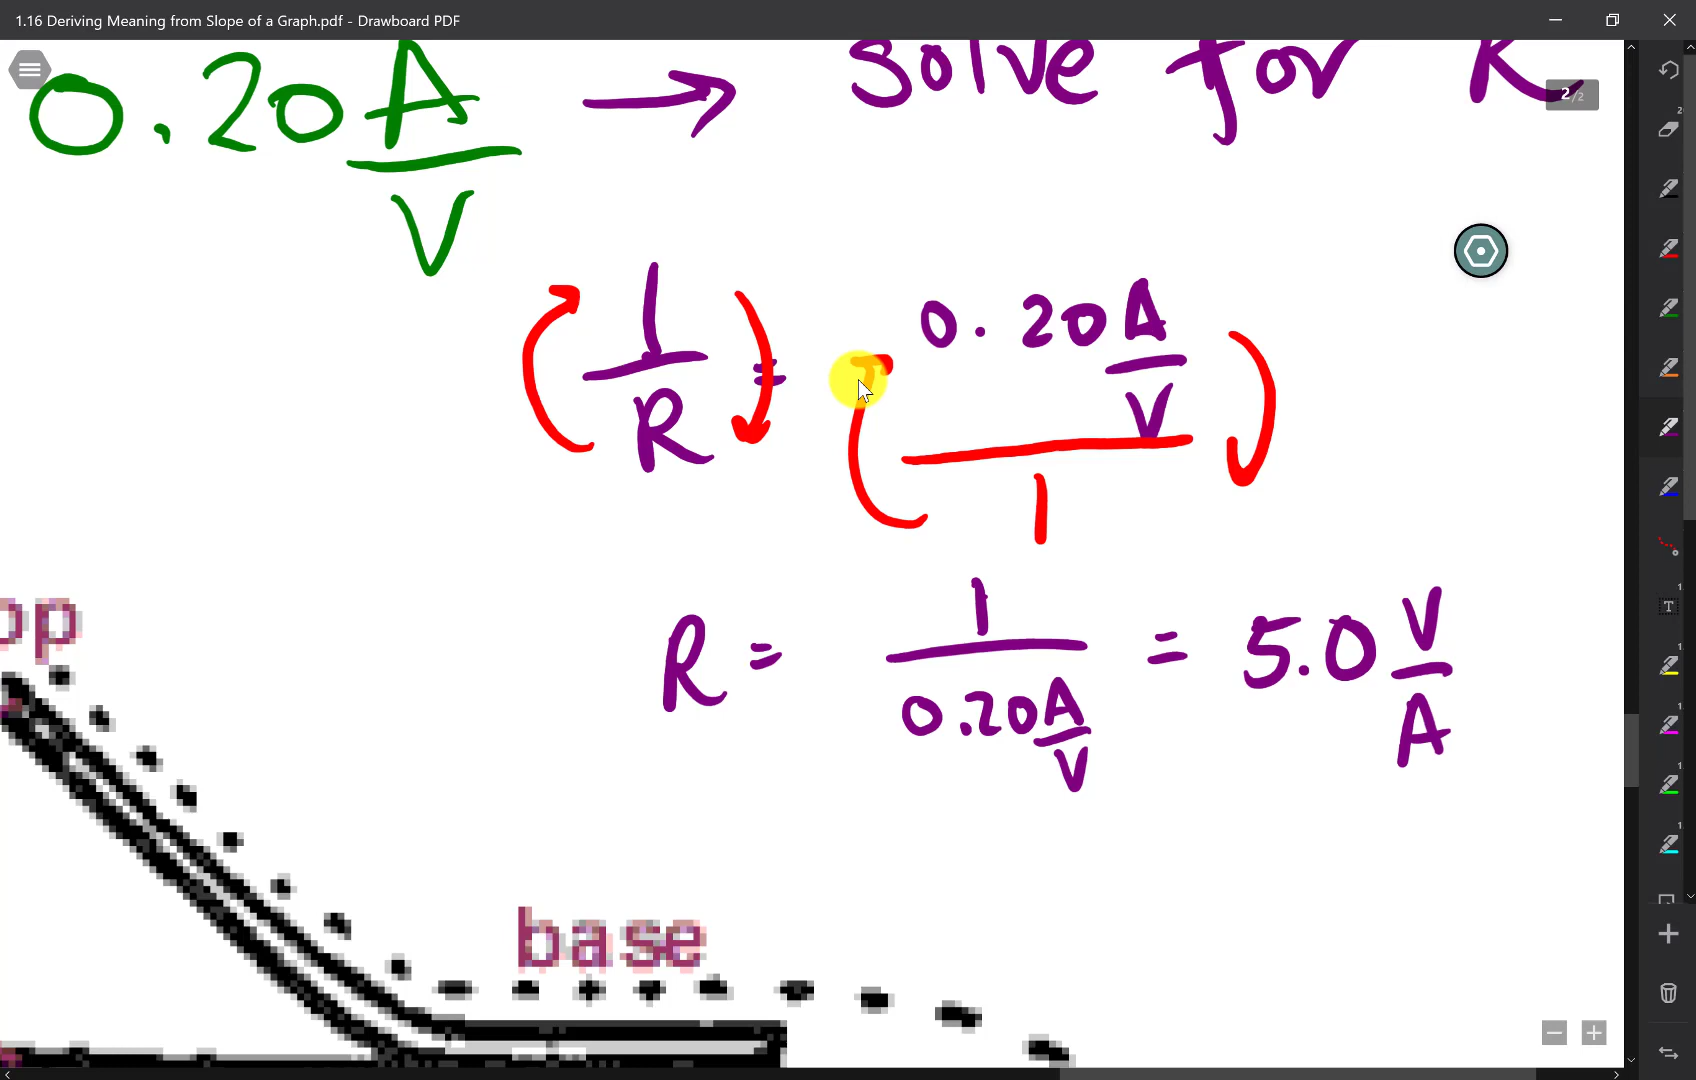 1.16 Deriving Meaning from Slope of a Graph.pdf - Drawboard PDF
0.20 A/V → solve for R
2/2
1/R = 0.20 A/V
1
R = 1/(0.20 A/V) = 5.0 V/A
op
base